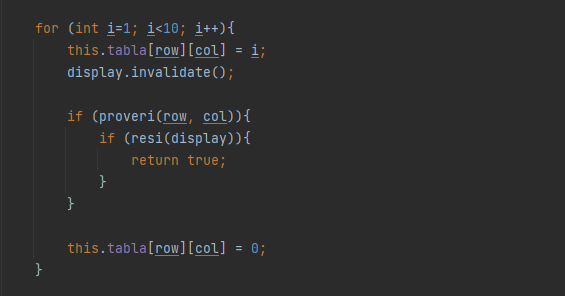 for (int i=1; i<10; i++){
this.tabla[row][col] = i;
display.invalidate();
if (proveri(row, col)){
if (resi(display)){
return true;
}
}
this.tabla[row][col] = 0;
}